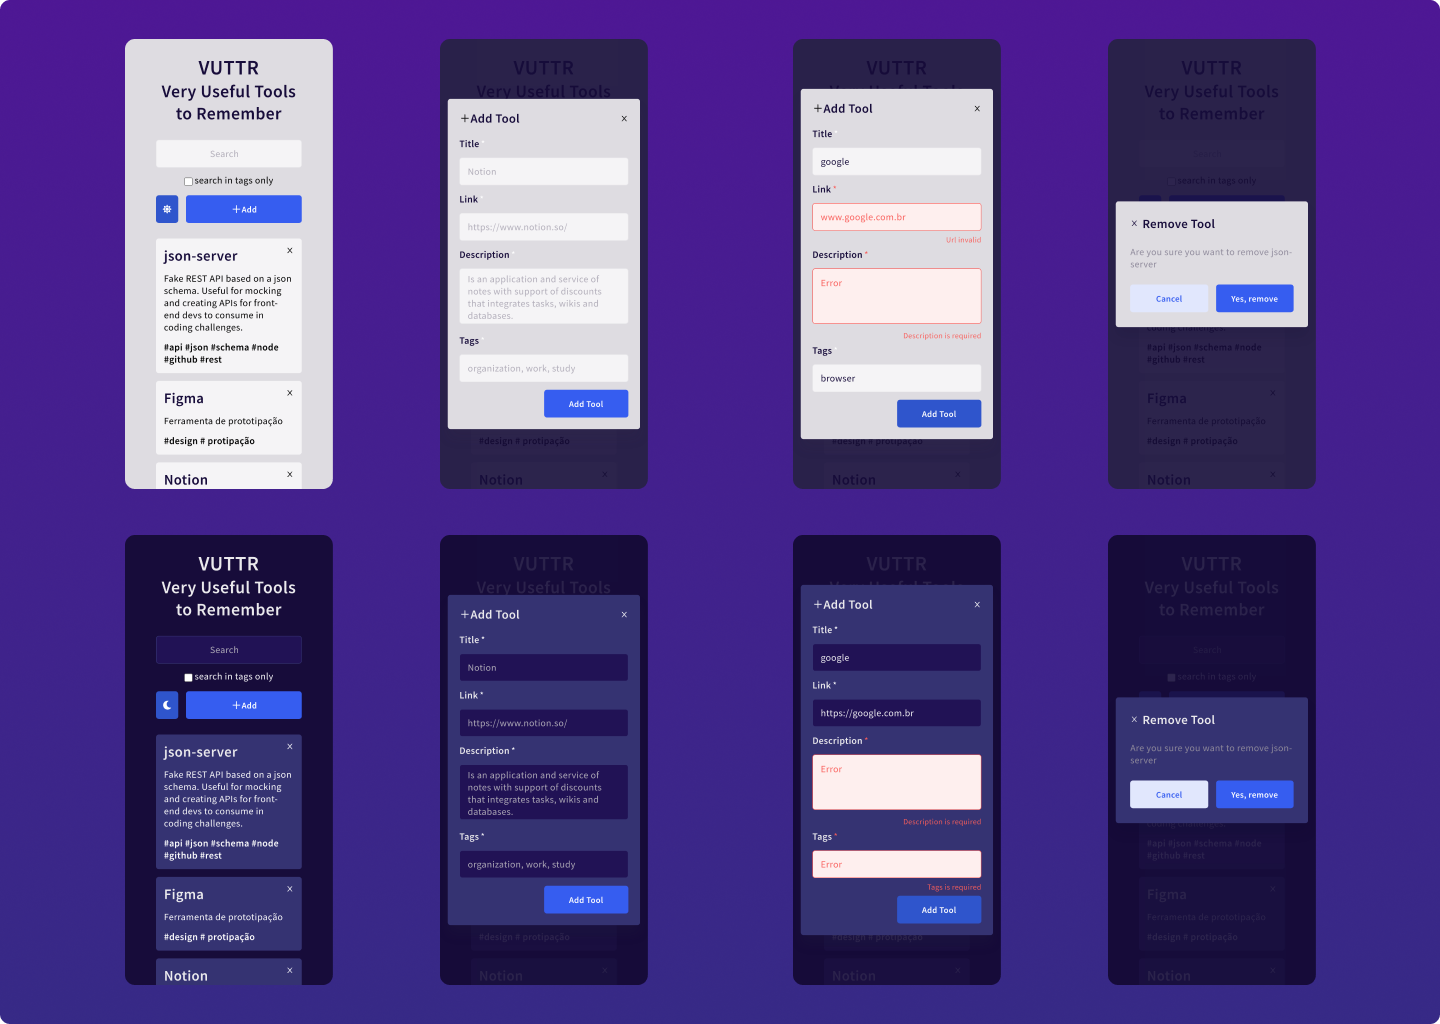 VUTTR
Very Useful Tools
to Remember
Search
search in tags only
+Add
json-server
x
Fake REST API based on a json
schema. Useful for mocking
and creating APIs for front-
end devs to consume in
coding challenges.
#api #json #schema #node
#github #rest
Figma
x
Ferramenta de prototipação
#design # protipação
Notion
x
VUTTR
Very Useful Tools
+Add Tool
x
Title *
Notion
Link
https://www.notion.so/
Description
Is an application and service of
notes with support of discounts
that integrates tasks, wikis and
databases.
Tags
organization, work, study
Add Tool
#design # protipação
Notion
x
VUTTR
Very Useful Tools
+Add Tool
x
Title *
google
Link *
www.google.com.br
Url invalid
Description *
Error
Description is required
Tags *
browser
Add Tool
#design # protipação
Notion
x
VUTTR
Very Useful Tools
to Remember
search in tags only
x Remove Tool
Are you sure you want to remove json-
server
Cancel
Yes, remove
coding challenges.
#api #json #schema #node
#github #rest
Figma
x
Ferramenta de prototipação
#design # protipação
Notion
x
VUTTR
Very Useful Tools
to Remember
Search
search in tags only
+Add
json-server
x
Fake REST API based on a json
schema. Useful for mocking
and creating APIs for front-
end devs to consume in
coding challenges.
#api #json #schema #node
#github #rest
Figma
x
Ferramenta de prototipação
#design # protipação
Notion
x
VUTTR
Very Useful Tools
+Add Tool
x
Title *
Notion
Link *
https://www.notion.so/
Description *
Is an application and service of
notes with support of discounts
that integrates tasks, wikis and
databases.
Tags *
organization, work, study
Add Tool
#design # protipação
Notion
x
VUTTR
Very Useful Tools
+Add Tool
x
Title *
google
Link *
https://google.com.br
Description *
Error
Description is required
Tags *
Error
Tags is required
Add Tool
#design # protipação
Notion
x
VUTTR
Very Useful Tools
to Remember
Search
search in tags only
x Remove Tool
Are you sure you want to remove json-
server
Cancel
Yes, remove
coding challenges.
#api #json #schema #node
#github #rest
Figma
x
Ferramenta de prototipação
#design # protipação
Notion
x